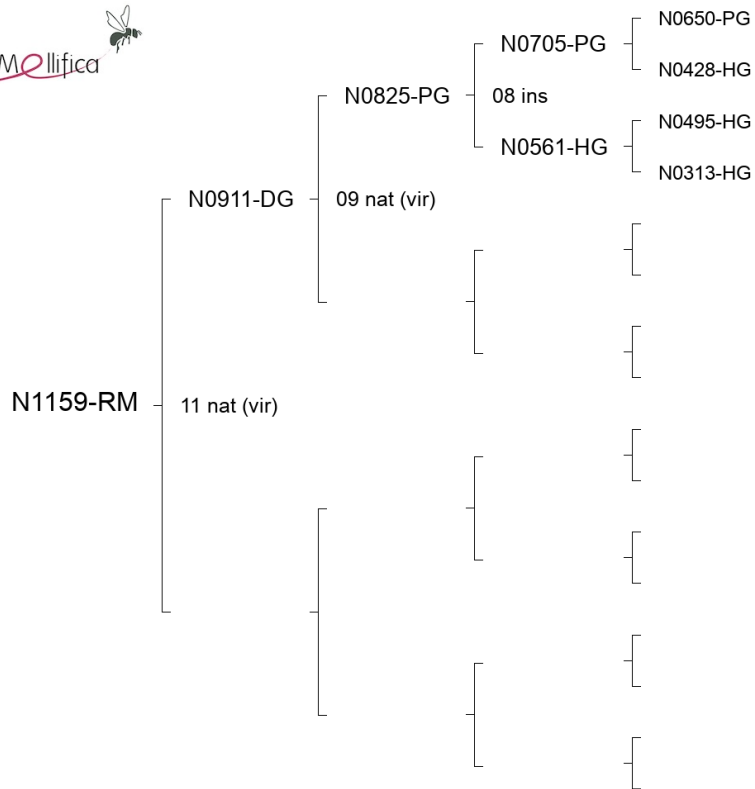 Mellifica
N0650-PG
N0705-PG
N0428-HG
N0825-PG
08 ins
N0495-HG
N0561-HG
N0313-HG
N0911-DG
09 nat (vir)
N1159-RM
11 nat (vir)